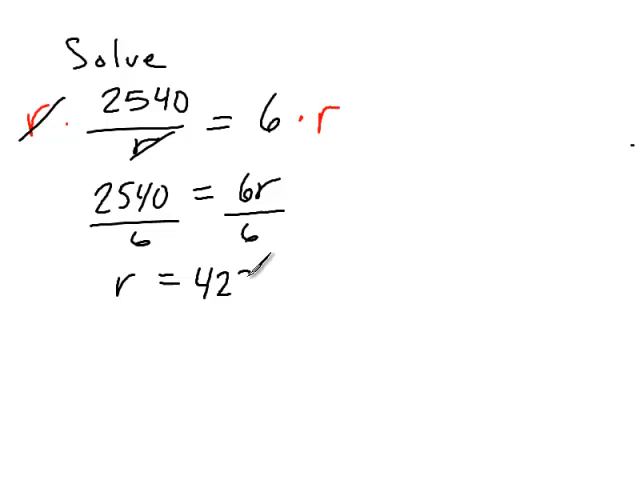 Solve
r · 2540/r = 6 · r
2540/6 = 6r/6
r = 42